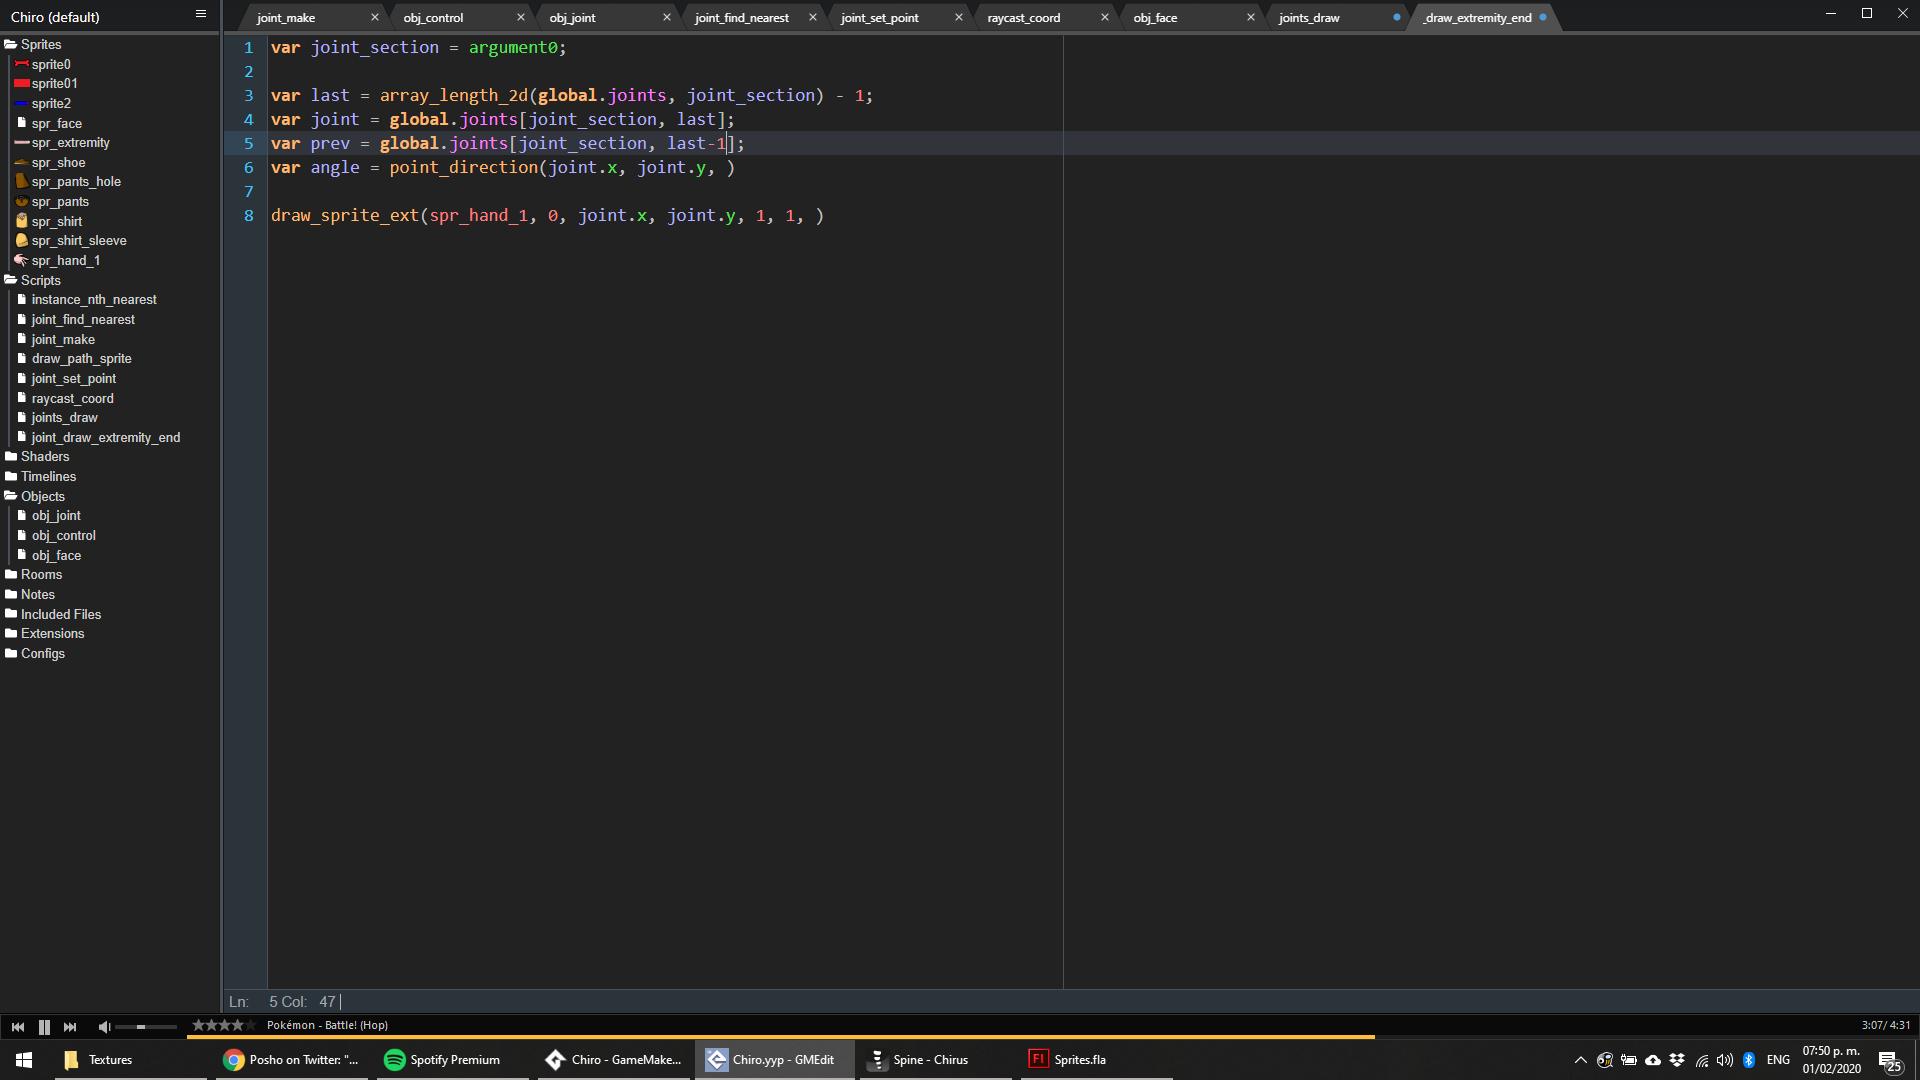 Chiro (default)
joint_make
obj_control
obj_joint
joint_find_nearest
joint_set_point
raycast_coord
obj_face
joints_draw
_draw_extremity_end
Sprites
sprite0
sprite01
sprite2
spr_face
spr_extremity
spr_shoe
spr_pants_hole
spr_pants
spr_shirt
spr_shirt_sleeve
spr_hand_1
Scripts
instance_nth_nearest
joint_find_nearest
joint_make
draw_path_sprite
joint_set_point
raycast_coord
joints_draw
joint_draw_extremity_end
Shaders
Timelines
Objects
obj_joint
obj_control
obj_face
Rooms
Notes
Included Files
Extensions
Configs
1 var joint_section = argument0;
2
3 var last = array_length_2d(global.joints, joint_section) - 1;
4 var joint = global.joints[joint_section, last];
5 var prev = global.joints[joint_section, last-1];
6 var angle = point_direction(joint.x, joint.y, )
7
8 draw_sprite_ext(spr_hand_1, 0, joint.x, joint.y, 1, 1, )
Ln: 5 Col: 47
Pokémon - Battle! (Hop)
3:07/ 4:31
Textures
Posho on Twitter: "...
Spotify Premium
Chiro - GameMake...
Chiro.yyp - GMEdit
Spine - Chirus
Fl
Sprites.fla
ENG
07:50 p. m.
01/02/2020
25